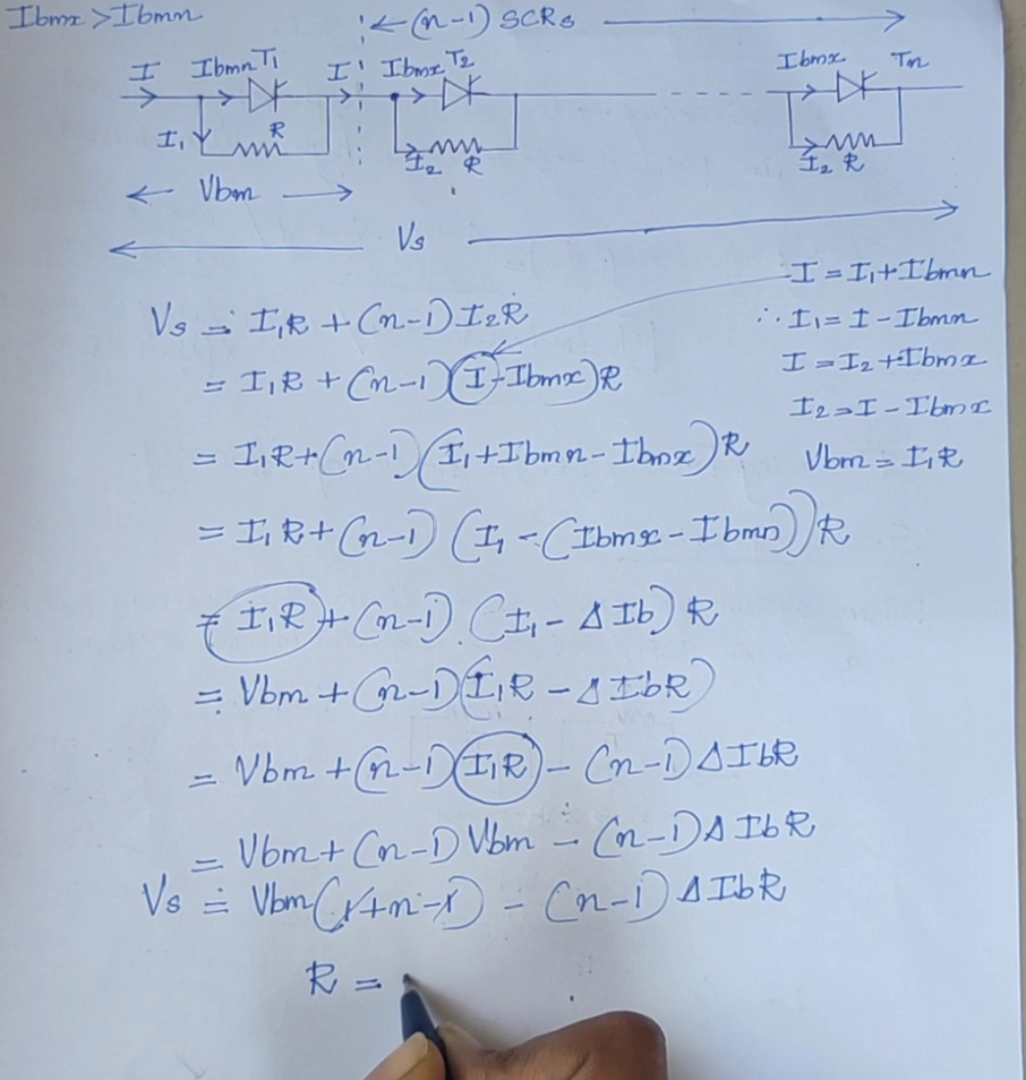 Ibmx > Ibmn
← (n-1) SCRs →
I Ibmn T1 I Ibmx T2 Ibmx Tn
I1 R I2 R I2 R
← Vbm →
← Vs →
I = I1 + Ibmn
Vs = I1R + (n-1) I2R
∴ I1 = I - Ibmn
= I1R + (n-1) (I - Ibmx)R
I = I2 + Ibmx
I2 = I - Ibmx
= I1R + (n-1) (I1 + Ibmn - Ibmx)R
Vbm = I1R
= I1R + (n-1) (I1 - (Ibmx - Ibmn))R
= I1R + (n-1) . (I1 - ΔIb) R
= Vbm + (n-1) (I1R - ΔIbR)
= Vbm + (n-1) (I1R) - (n-1) ΔIbR
= Vbm + (n-1) Vbm - (n-1) ΔIbR
Vs = Vbm (1+n-1) - (n-1) ΔIbR
R =